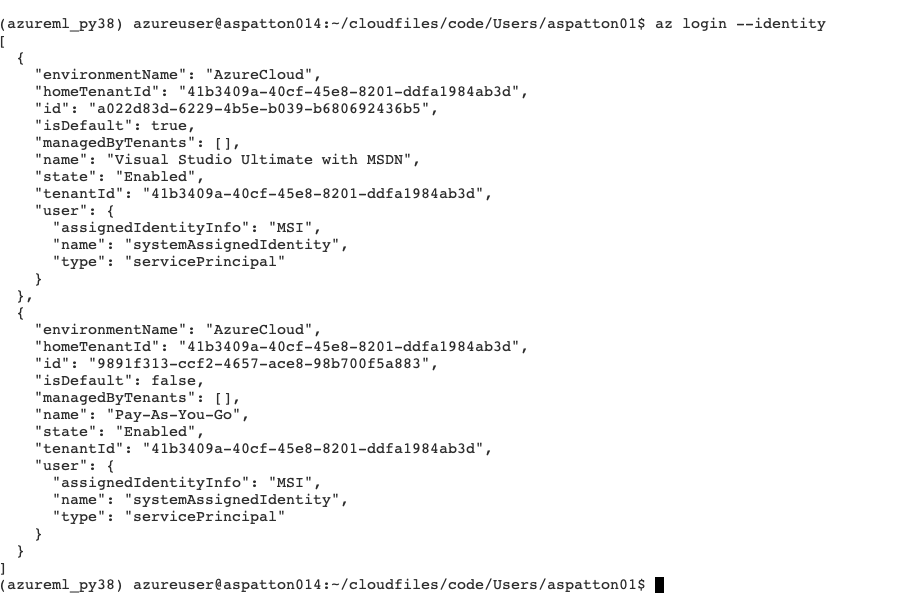 (azureml_py38) azureuser@aspatton014:~/cloudfiles/code/Users/aspatton01$ az login --identity
[
  {
    "environmentName": "AzureCloud",
    "homeTenantId": "41b3409a-40cf-45e8-8201-ddfa1984ab3d",
    "id": "a022d83d-6229-4b5e-b039-b680692436b5",
    "isDefault": true,
    "managedByTenants": [],
    "name": "Visual Studio Ultimate with MSDN",
    "state": "Enabled",
    "tenantId": "41b3409a-40cf-45e8-8201-ddfa1984ab3d",
    "user": {
      "assignedIdentityInfo": "MSI",
      "name": "systemAssignedIdentity",
      "type": "servicePrincipal"
    }
  },
  {
    "environmentName": "AzureCloud",
    "homeTenantId": "41b3409a-40cf-45e8-8201-ddfa1984ab3d",
    "id": "9891f313-ccf2-4657-ace8-98b700f5a883",
    "isDefault": false,
    "managedByTenants": [],
    "name": "Pay-As-You-Go",
    "state": "Enabled",
    "tenantId": "41b3409a-40cf-45e8-8201-ddfa1984ab3d",
    "user": {
      "assignedIdentityInfo": "MSI",
      "name": "systemAssignedIdentity",
      "type": "servicePrincipal"
    }
  }
]
(azureml_py38) azureuser@aspatton014:~/cloudfiles/code/Users/aspatton01$